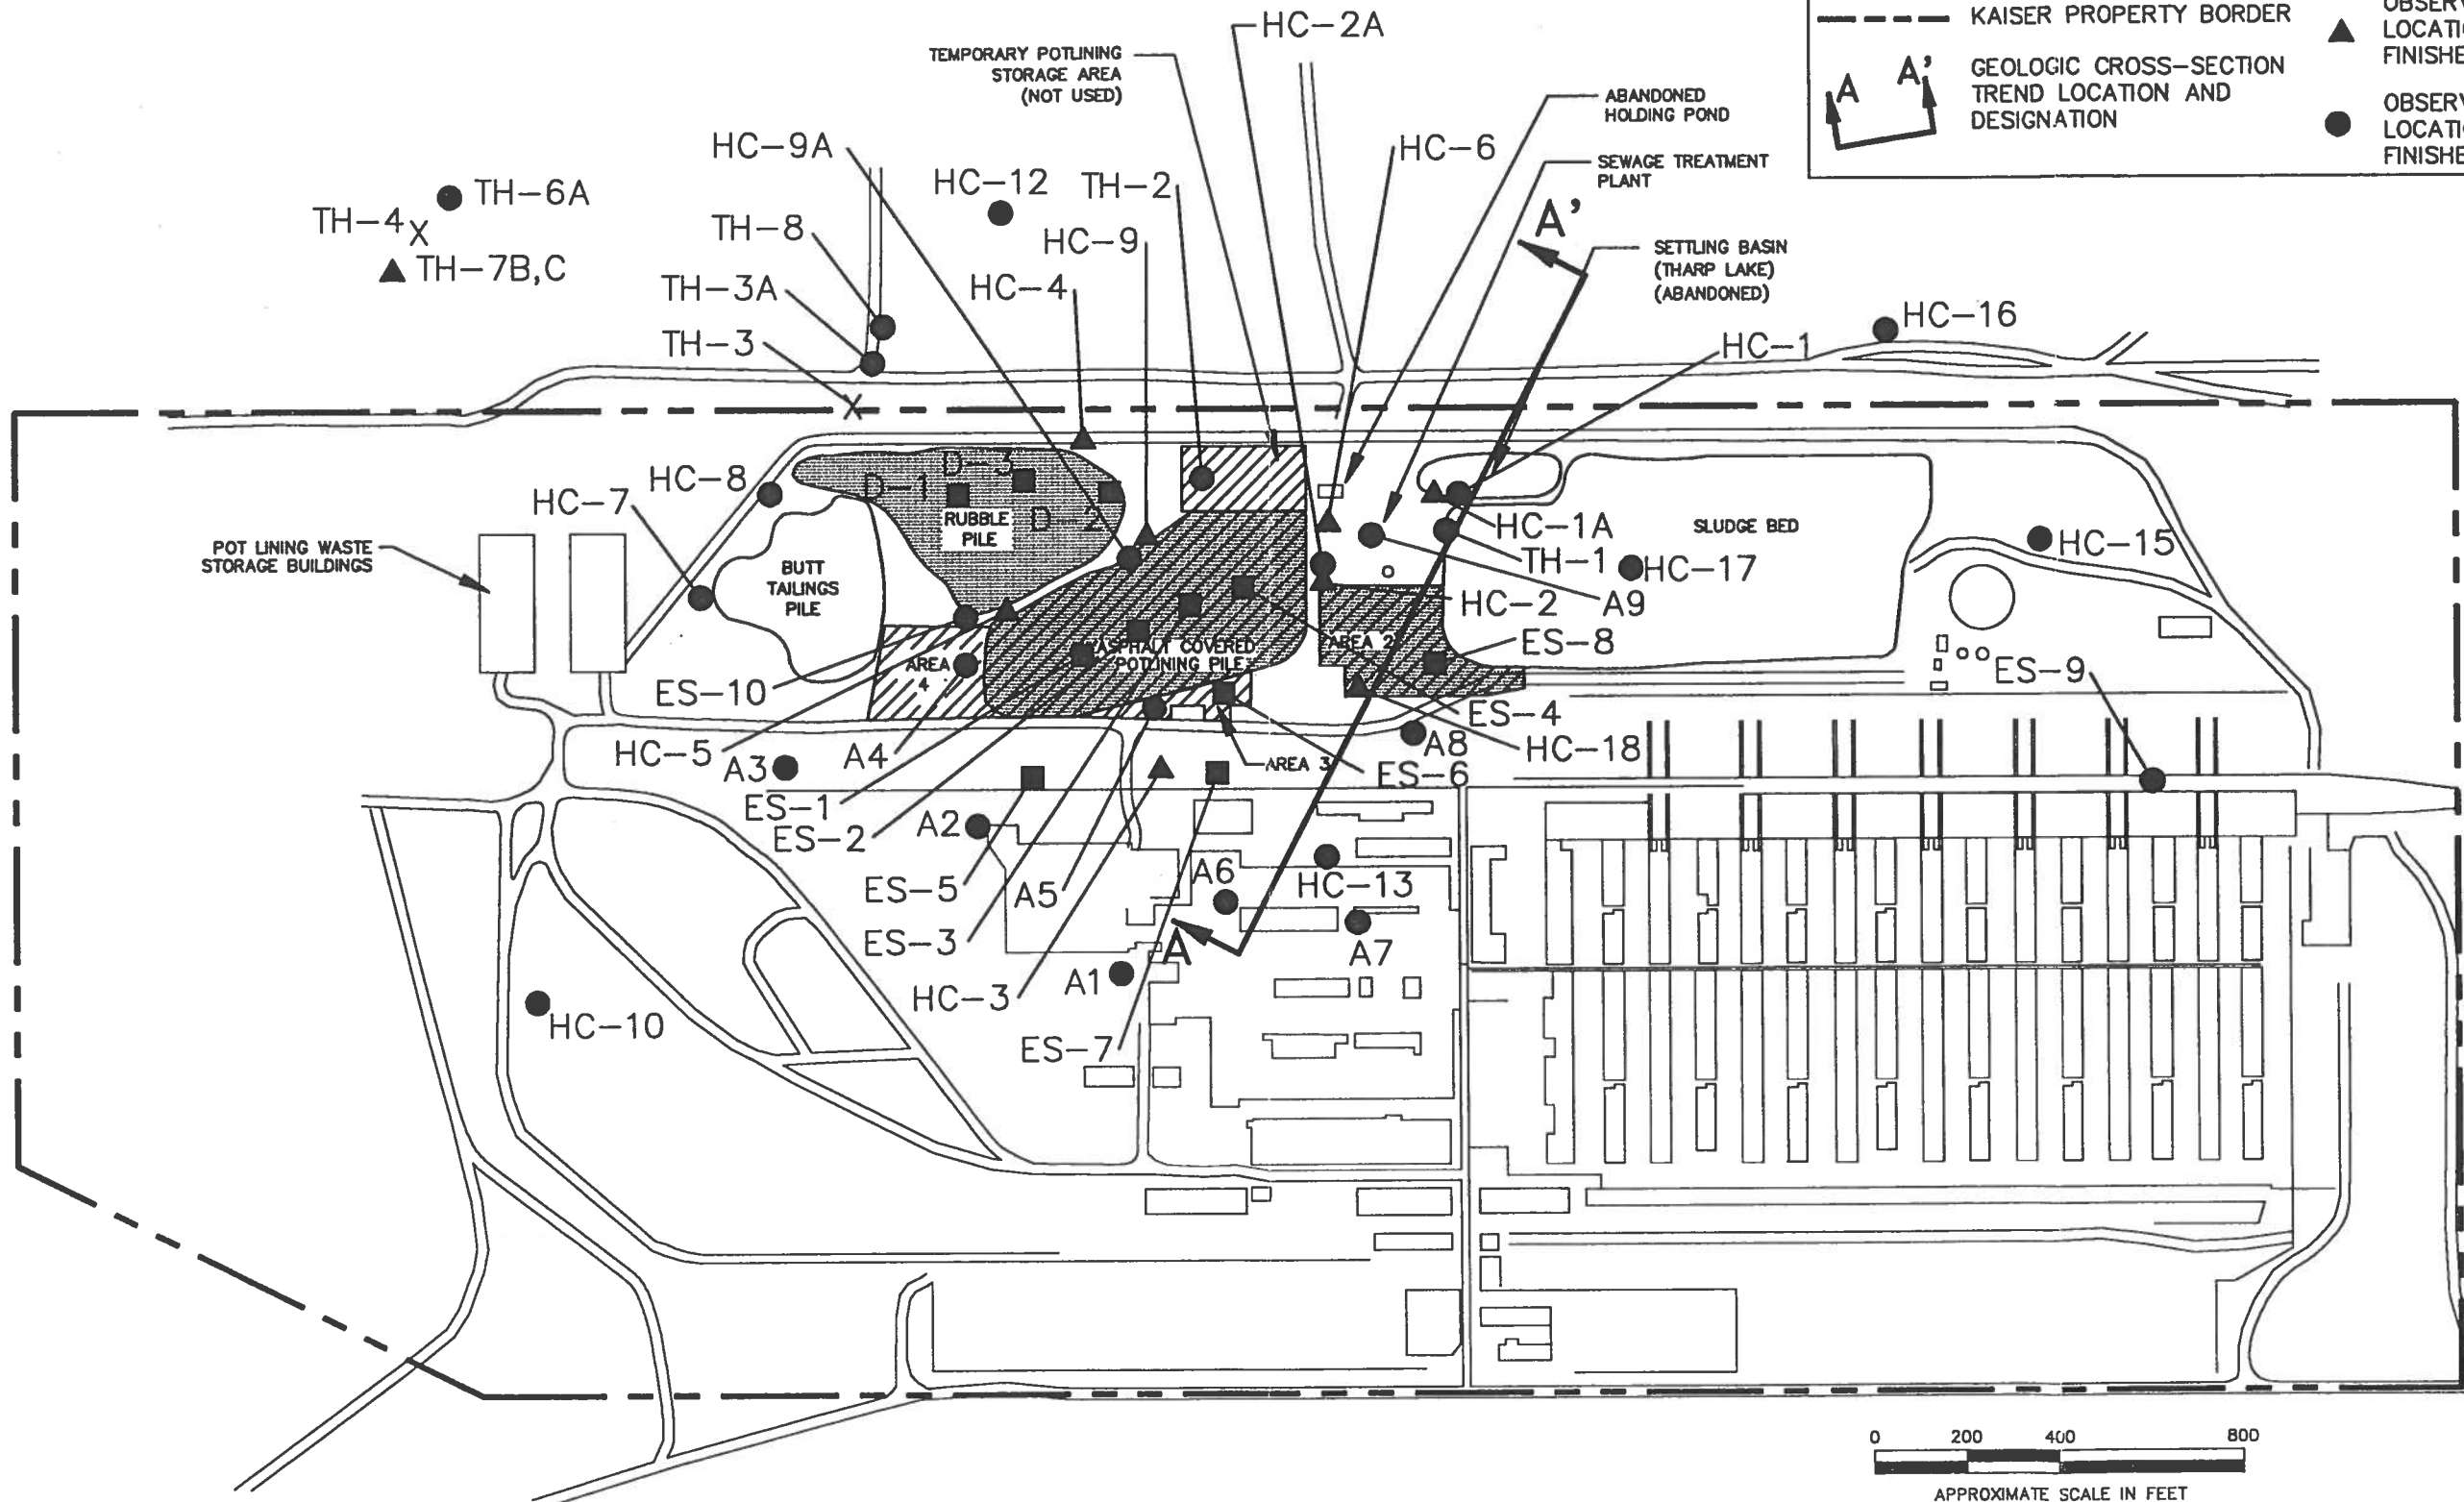 KAISER PROPERTY BORDER
A A'
GEOLOGIC CROSS-SECTION
TREND LOCATION AND
DESIGNATION
FINISHE
FINISHE
HC-2A
TEMPORARY POTLINING
STORAGE AREA
(NOT USED)
ABANDONED
HOLDING POND
HC-9A
HC-6
SEWAGE TREATMENT
PLANT
HC-12
TH-2
TH-6A
TH-4
X
TH-7B,C
TH-8
HC-9
A'
SETTLING BASIN
(THARP LAKE)
(ABANDONED)
TH-3A
HC-4
TH-3
HC-16
HC-1
X
HC-8
HC-7
D-3
D-1
D-2
RUBBLE
PILE
HC-1A
SLUDGE BED
TH-1
HC-15
POT LINING WASTE
STORAGE BUILDINGS
BUTT
TAILINGS
PILE
HC-17
HC-2
A9
AREA 2
ES-8
ASPHALT COVERED
POTLINING PILE
AREA
4
ES-10
ES-9
ES-4
HC-18
HC-5
A3
A4
A8
AREA 3
ES-6
ES-1
ES-2
A2
ES-5
A5
A6
HC-13
ES-3
A
A7
HC-3
A1
HC-10
ES-7
0 200 400 800
APPROXIMATE SCALE IN FEET